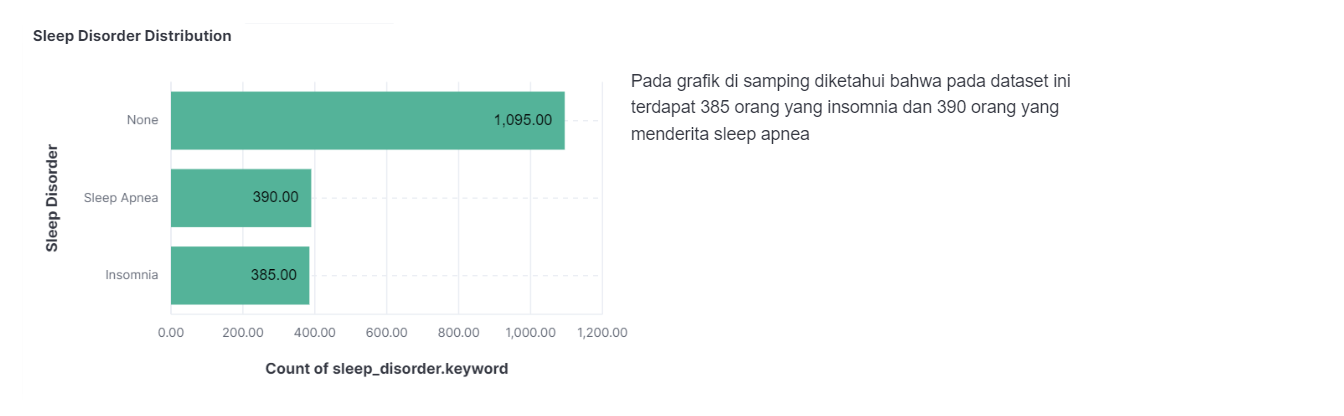 Sleep Disorder Distribution
Pada grafik di samping diketahui bahwa pada dataset ini
terdapat 385 orang yang insomnia dan 390 orang yang
menderita sleep apnea
Sleep Disorder
None
1,095.00
Sleep Apnea
390.00
Insomnia
385.00
0.00 200.00 400.00 600.00 800.00 1,000.00 1,200.00
Count of sleep_disorder.keyword